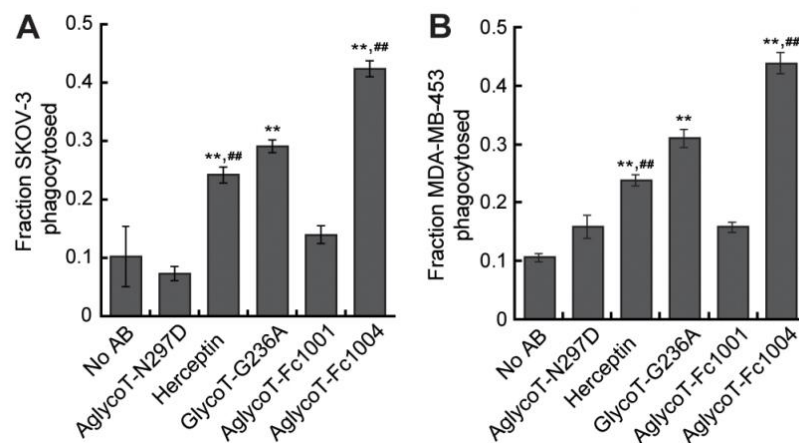 A
Fraction SKOV-3
phagocytosed
0.5
0.4
0.3
0.2
0.1
0
**,##
**
**,##
No AB
AglycoT-N297D
Herceptin
GlycoT-G236A
AglycoT-Fc1001
AglycoT-Fc1004
B
Fraction MDA-MB-453
phagocytosed
0.5
0.4
0.3
0.2
0.1
0
**,##
**
**,##
No AB
AglycoT-N297D
Herceptin
GlycoT-G236A
AglycoT-Fc1001
AglycoT-Fc1004